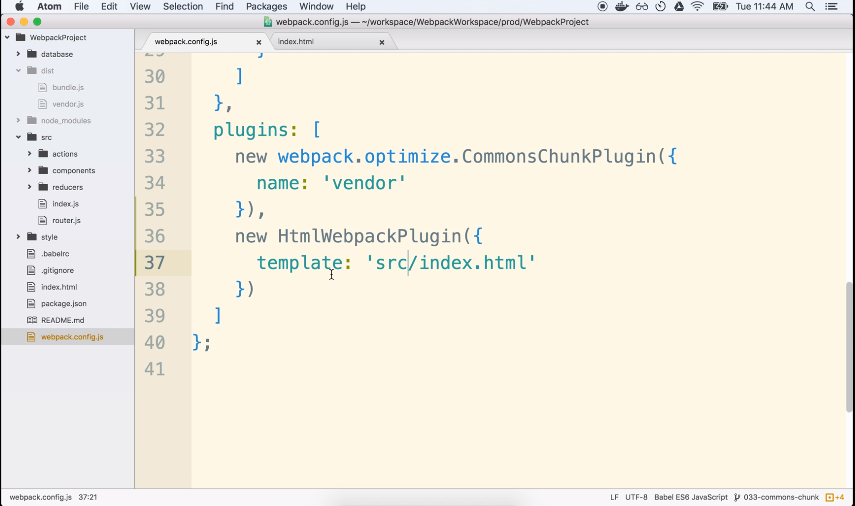 Atom File Edit View Selection Find Packages Window Help Tue 11:44 AM
webpack.config.js — ~/workspace/WebpackWorkspace/prod/WebpackProject
WebpackProject
database
dist
bundle.js
vendor.js
node_modules
src
actions
components
reducers
index.js
router.js
style
.babelrc
.gitignore
index.html
package.json
README.md
webpack.config.js
webpack.config.js index.html
30 ]
31 },
32 plugins: [
33 new webpack.optimize.CommonsChunkPlugin({
34 name: 'vendor'
35 }),
36 new HtmlWebpackPlugin({
37 template: 'src/index.html'
38 })
39 ]
40 };
41
webpack.config.js 37:21 LF UTF-8 Babel ES6 JavaScript 033-commons-chunk +4